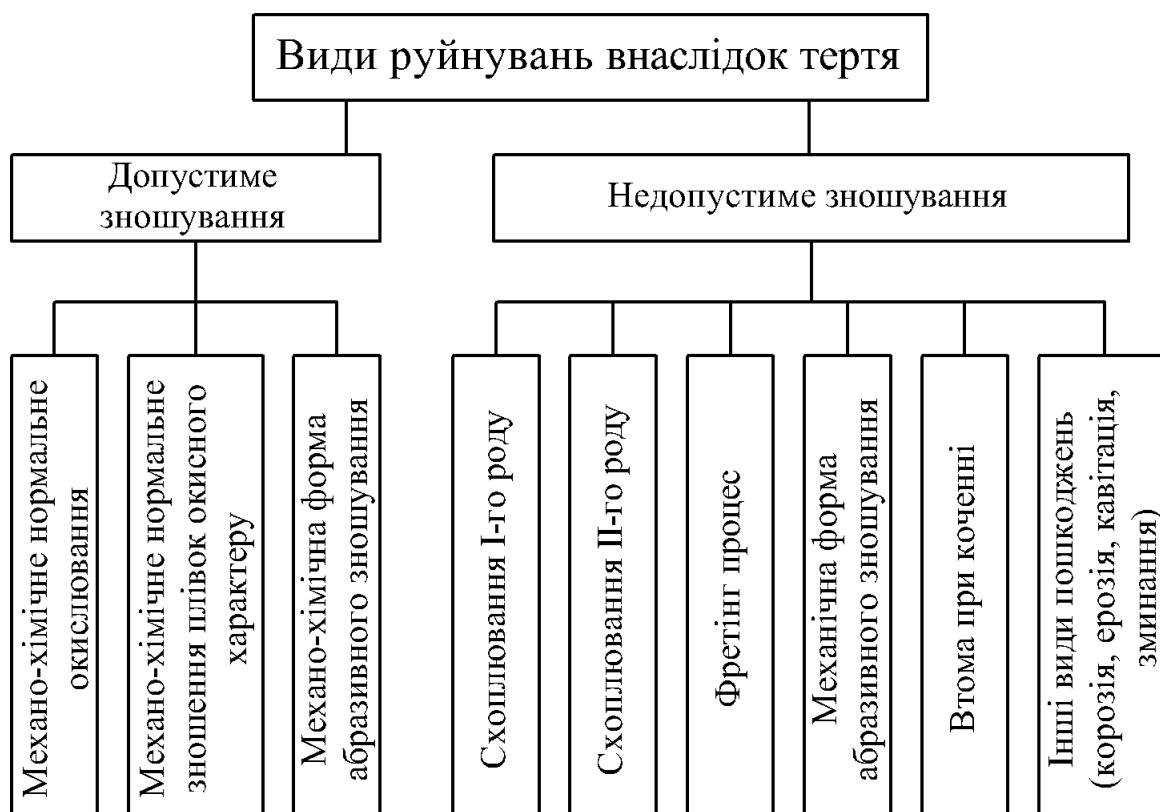 Види руйнувань внаслідок тертя
Допустиме
зношування
Недопустиме зношування
Механо-хімічне нормальне
окислювання
Механо-хімічне нормальне
зношення плівок окисного
характеру
Механо-хімічна форма
абразивного зношування
Схоплювання І-го роду
Схоплювання ІІ-го роду
Фретінг процес
Механічна форма
абразивного зношування
Втома при коченні
Інші види пошкоджень
(корозія, ерозія, кавітація,
зминання)